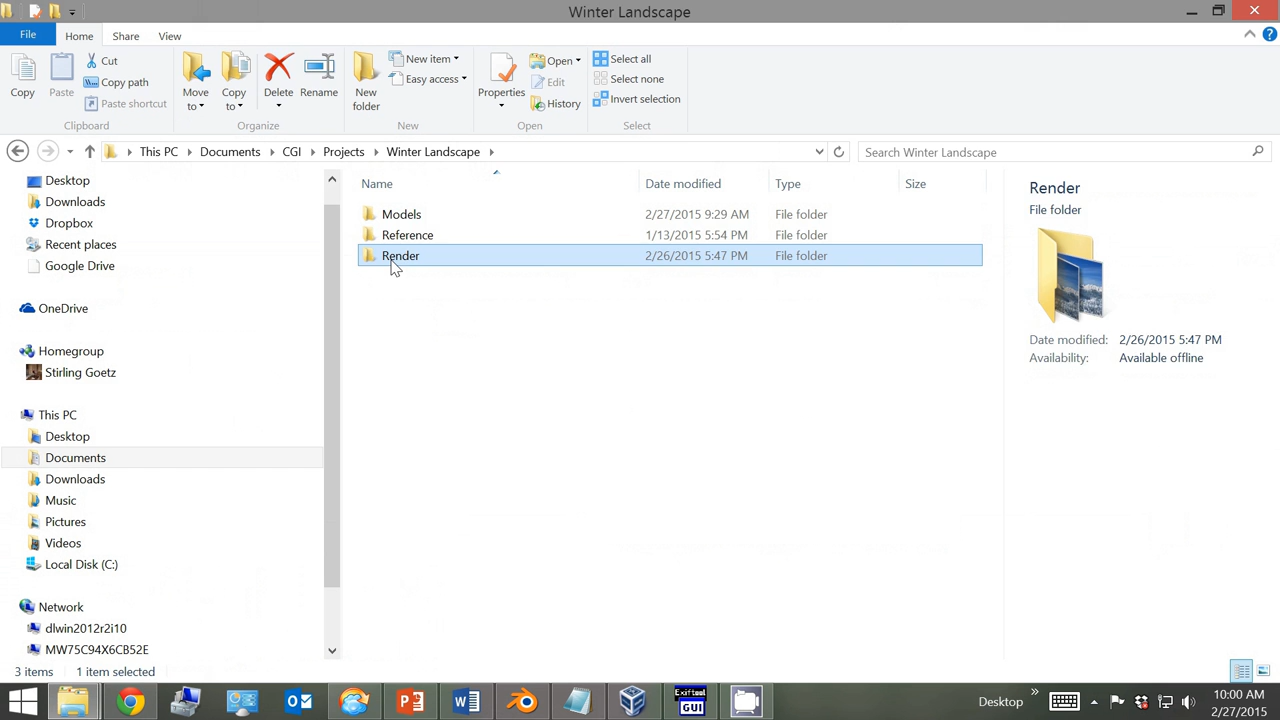 Winter Landscape
File Home Share View
Copy Paste Cut Copy path Paste shortcut Clipboard
Move to Copy to Delete Rename Organize
New folder New item Easy access New
Properties Open Edit History Open
Select all Select none Invert selection Select
This PC Documents CGI Projects Winter Landscape Search Winter Landscape
Desktop
Downloads
Dropbox
Recent places
Google Drive
OneDrive
Homegroup
Stirling Goetz
This PC
Desktop
Documents
Downloads
Music
Pictures
Videos
Local Disk (C:)
Network
dlwin2012r2i10
MW75C94X6CB52E
Name Date modified Type Size
Models 2/27/2015 9:29 AM File folder
Reference 1/13/2015 5:54 PM File folder
Render 2/26/2015 5:47 PM File folder
Render
File folder
Date modified: 2/26/2015 5:47 PM
Availability: Available offline
3 items 1 item selected
Exiftool GUI
Desktop » 10:00 AM
2/27/2015